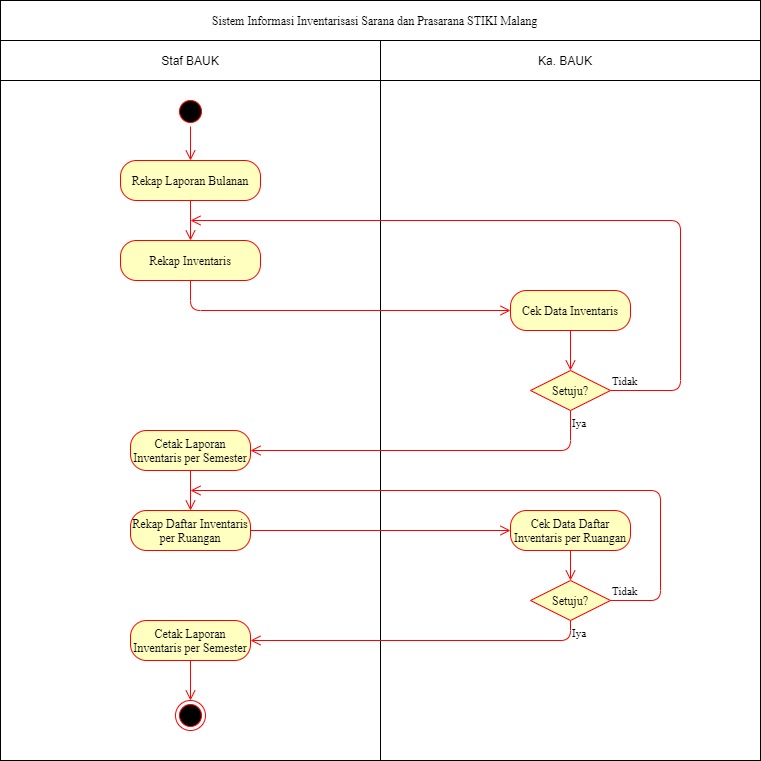 Sistem Informasi Inventarisasi Sarana dan Prasarana STIKI Malang
Staf BAUK
Ka. BAUK
Rekap Laporan Bulanan
Rekap Inventaris
Cek Data Inventaris
Setuju?
Tidak
Iya
Cetak Laporan
Inventaris per Semester
Rekap Daftar Inventaris
per Ruangan
Cek Data Daftar
Inventaris per Ruangan
Setuju?
Tidak
Iya
Cetak Laporan
Inventaris per Semester